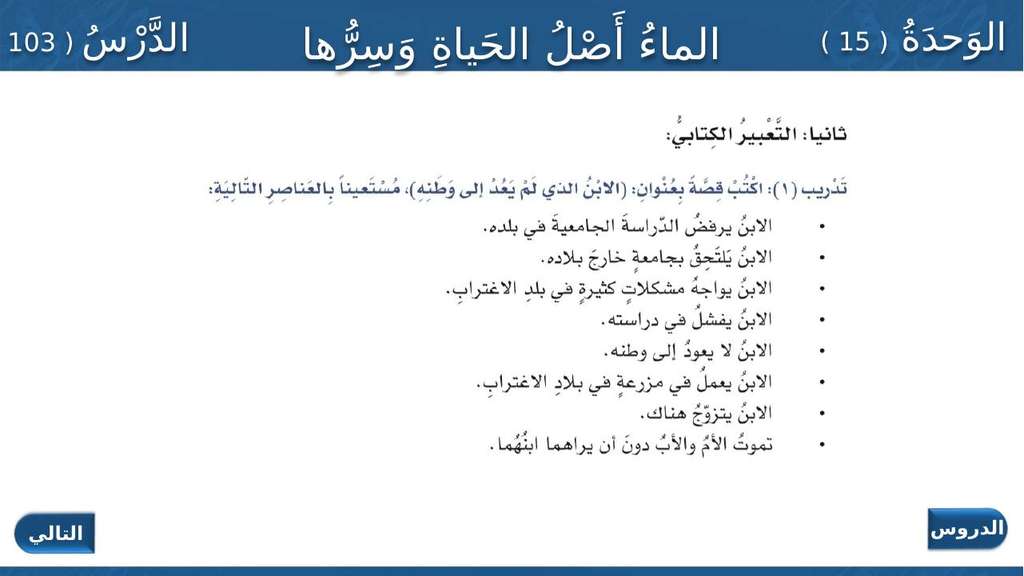 الوَحدَةُ ( 15 )
الماءُ أَصْلُ الحَياةِ وَسِرُّها
الدَّرْسُ ( 103
ثانيا: التَّعْبيرُ الكِتابيُّ:
تَدْريب (١): اكْتُبْ قِصَّةً بِعُنْوانِ: (الابْنُ الذي لَمْ يَعُدْ إلى وَطَنِهِ)، مُسْتَعيناً بِالعَناصِرِ التّالِيَةِ:
• الابنُ يرفضُ الدّراسةَ الجامعيةَ في بلده.
• الابنُ يَلتَحِقُ بجامعةٍ خارجَ بلاده.
• الابنُ يواجهُ مشكلاتٍ كثيرةٍ في بلدِ الاغترابِ.
• الابنُ يفشلُ في دراسته.
• الابنُ لا يعودُ إلى وطنه.
• الابنُ يعملُ في مزرعةٍ في بلادِ الاغترابِ.
• الابنُ يتزوّجُ هناك.
• تموتُ الأمُ والأبُ دونَ أن يراهما ابنُهُما.
الدروس
التالي